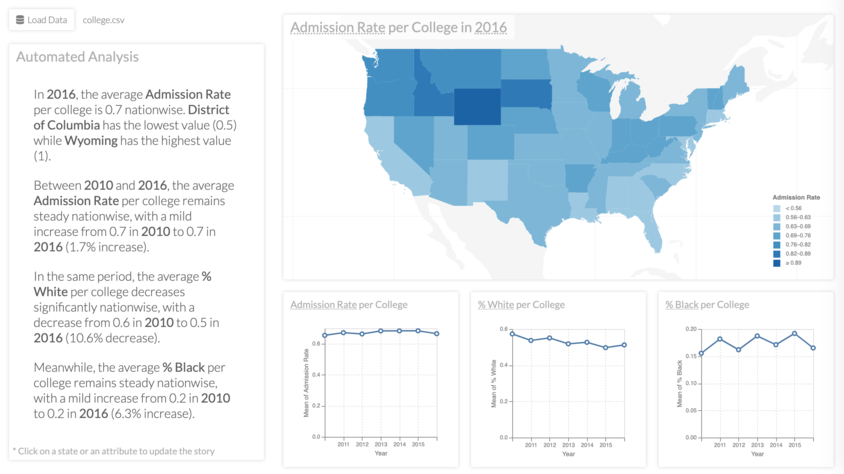 Load Data
college.csv
Automated Analysis
In 2016, the average Admission Rate
per college is 0.7 nationwide. District
of Columbia has the lowest value (0.5)
while Wyoming has the highest value
(1).
Between 2010 and 2016, the average
Admission Rate per college remains
steady nationwide, with a mild
increase from 0.7 in 2010 to 0.7 in
2016 (1.7% increase).
In the same period, the average %
White per college decreases
significantly nationwide, with a
decrease from 0.6 in 2010 to 0.5 in
2016 (10.6% decrease).
Meanwhile, the average % Black per
college remains steady nationwide,
with a mild increase from 0.2 in 2010
to 0.2 in 2016 (6.3% increase).
* Click on a state or an attribute to update the story
Admission Rate per College in 2016
Admission Rate
< 0.56
0.56–0.63
0.63–0.69
0.69–0.76
0.76–0.82
0.82–0.89
≥ 0.89
Admission Rate per College
Mean of Admission Rate
0.6
0.4
0.2
0.0
2011 2012 2013 2014 2015
Year
% White per College
Mean of % White
0.6
0.4
0.2
0.0
2011 2012 2013 2014 2015
Year
% Black per College
Mean of % Black
0.20
0.15
0.10
0.05
0.00
2011 2012 2013 2014 2015
Year